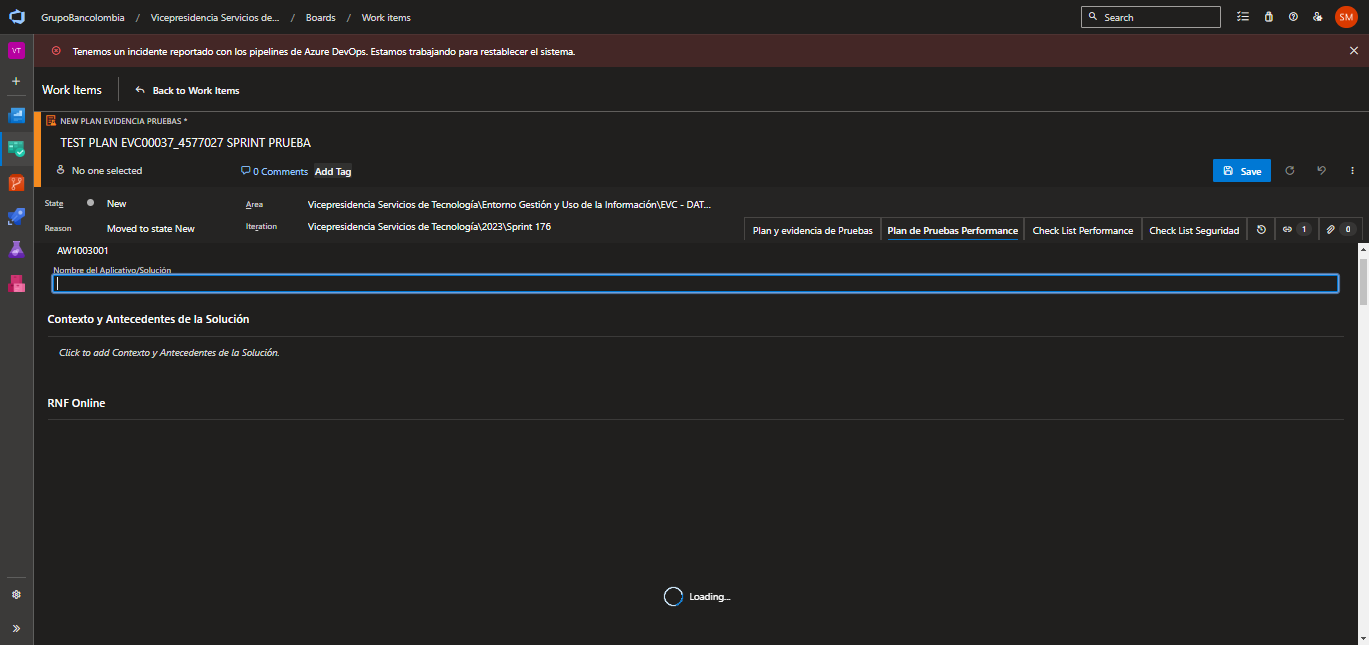 GrupoBancolombia / Vicepresidencia Servicios de... / Boards / Work items
Search
SM
VT
Tenemos un incidente reportado con los pipelines de Azure DevOps. Estamos trabajando para restablecer el sistema.
Work Items
Back to Work Items
NEW PLAN EVIDENCIA PRUEBAS *
TEST PLAN EVC00037_4577027 SPRINT PRUEBA
No one selected
0 Comments
Add Tag
Save
State
New
Area
Vicepresidencia Servicios de Tecnología\Entorno Gestión y Uso de la Información\EVC - DAT...
Reason
Moved to state New
Iteration
Vicepresidencia Servicios de Tecnología\2023\Sprint 176
Plan y evidencia de Pruebas
Plan de Pruebas Performance
Check List Performance
Check List Seguridad
1
0
AW1003001
Nombre del Aplicativo/Solución
Contexto y Antecedentes de la Solución
Click to add Contexto y Antecedentes de la Solución.
RNF Online
Loading...